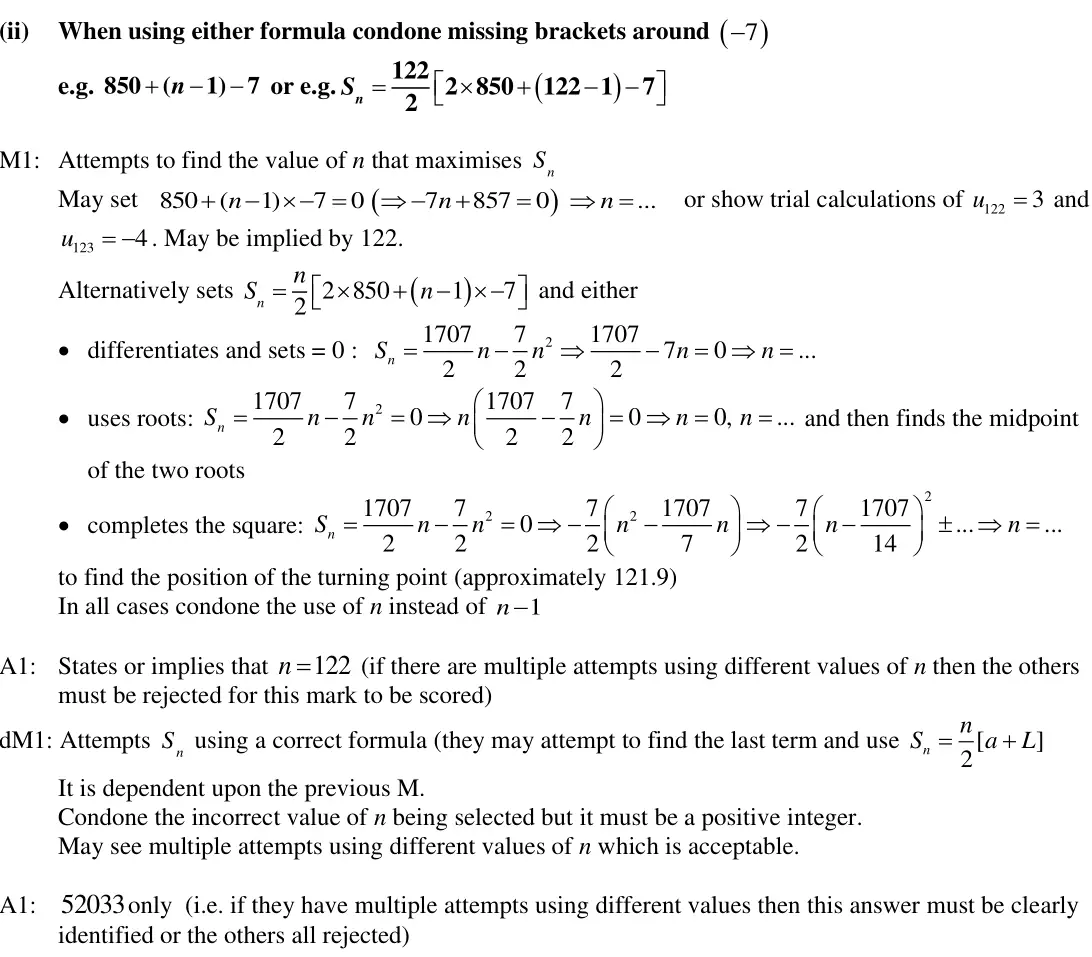 (ii) When using either formula condone missing brackets around (−7)
e.g. 850+(n−1)−7 or e.g. Sₙ = 122/2 [2×850+(122−1)−7]
M1: Attempts to find the value of n that maximises Sₙ
May set 850+(n−1)×−7=0 (⇒−7n+857=0) ⇒n=... or show trial calculations of u₁₂₂ = 3 and
u₁₂₃ = −4. May be implied by 122.
Alternatively sets Sₙ = n/2 [2×850+(n−1)×−7] and either
• differentiates and sets = 0 : Sₙ = 1707/2 n − 7/2 n² ⇒ 1707/2 − 7n = 0 ⇒ n = ...
• uses roots: Sₙ = 1707/2 n − 7/2 n² = 0 ⇒ n(1707/2 − 7/2 n) = 0 ⇒ n = 0, n = ... and then finds the midpoint
of the two roots
• completes the square: Sₙ = 1707/2 n − 7/2 n² = 0 ⇒ −7/2 (n² − 1707/7 n) ⇒ −7/2 (n − 1707/14)² ± ... ⇒ n = ...
to find the position of the turning point (approximately 121.9)
In all cases condone the use of n instead of n−1
A1: States or implies that n=122 (if there are multiple attempts using different values of n then the others
must be rejected for this mark to be scored)
dM1: Attempts Sₙ using a correct formula (they may attempt to find the last term and use Sₙ = n/2 [a + L]
It is dependent upon the previous M.
Condone the incorrect value of n being selected but it must be a positive integer.
May see multiple attempts using different values of n which is acceptable.
A1: 52033 only (i.e. if they have multiple attempts using different values then this answer must be clearly
identified or the others all rejected)